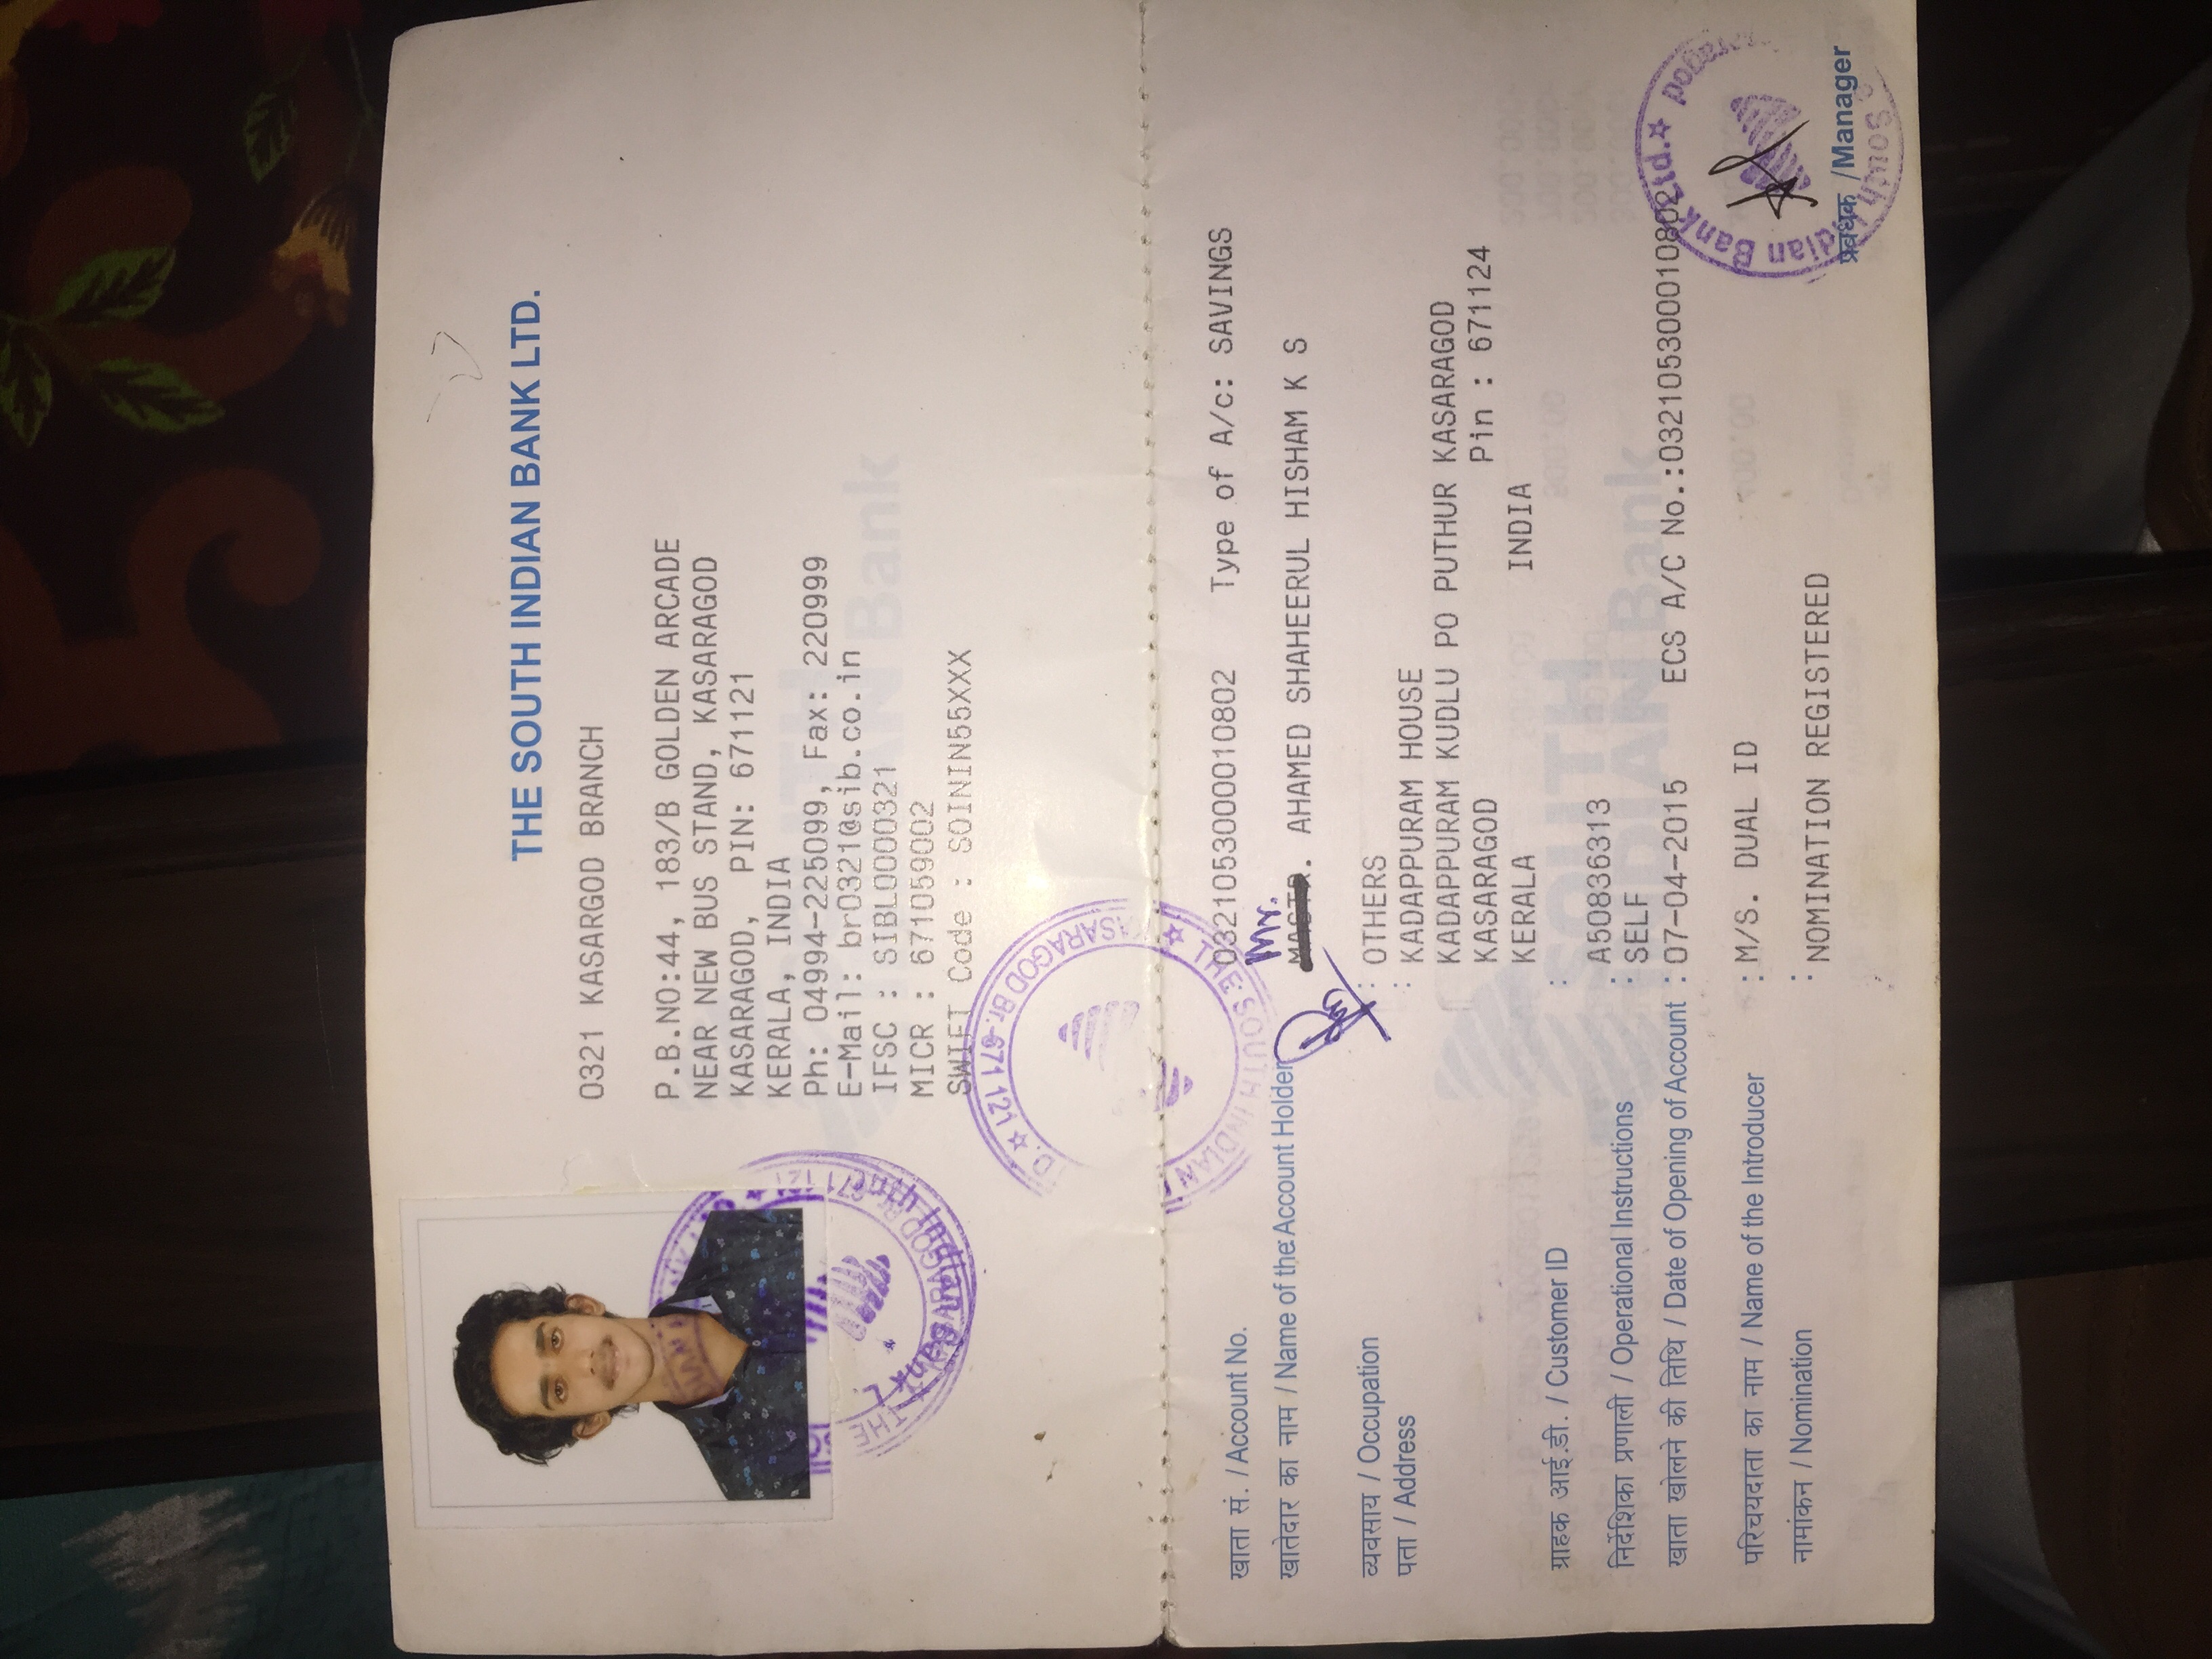 THE SOUTH INDIAN BANK LTD.
0321 KASARGOD BRANCH
P.B.NO:44, 183/B GOLDEN ARCADE
NEAR NEW BUS STAND, KASARAGOD
KASARAGOD, PIN: 671121
KERALA, INDIA
Ph: 04994-225099, Fax: 220999
E-Mail: br0321@sib.co.in
IFSC : SIBL0000321
MICR : 671059002
SWIFT Code : SOININ55XXX
THE
Bank L.
KASARAGOD Br. 671 121
THE SOUTH INDIAN D. ☆ KASARAGOD Br. 671 121
खाता सं. / Account No. 0321053000010802 Type of A/c: SAVINGS
Mr.
खातेदार का नाम / Name of the Account Holder : MASTR. AHAMED SHAHEERUL HISHAM K S
व्यवसाय / Occupation : OTHERS
पता / Address : KADAPPURAM HOUSE
KADAPPURAM KUDLU PO PUTHUR KASARAGOD
KASARAGOD Pin : 671124
KERALA INDIA
ग्राहक आई.डी. / Customer ID : A50836313
निर्देशिका प्रणाली / Operational Instructions : SELF
खाता खोलने की तिथि / Date of Opening of Account : 07-04-2015 ECS A/C No.:0321053000010802
परिचयदाता का नाम / Name of the Introducer : M/S. DUAL ID
नामांकन / Nomination : NOMINATION REGISTERED
South Indian Bank Ltd. ☆
प्रबंधक / Manager